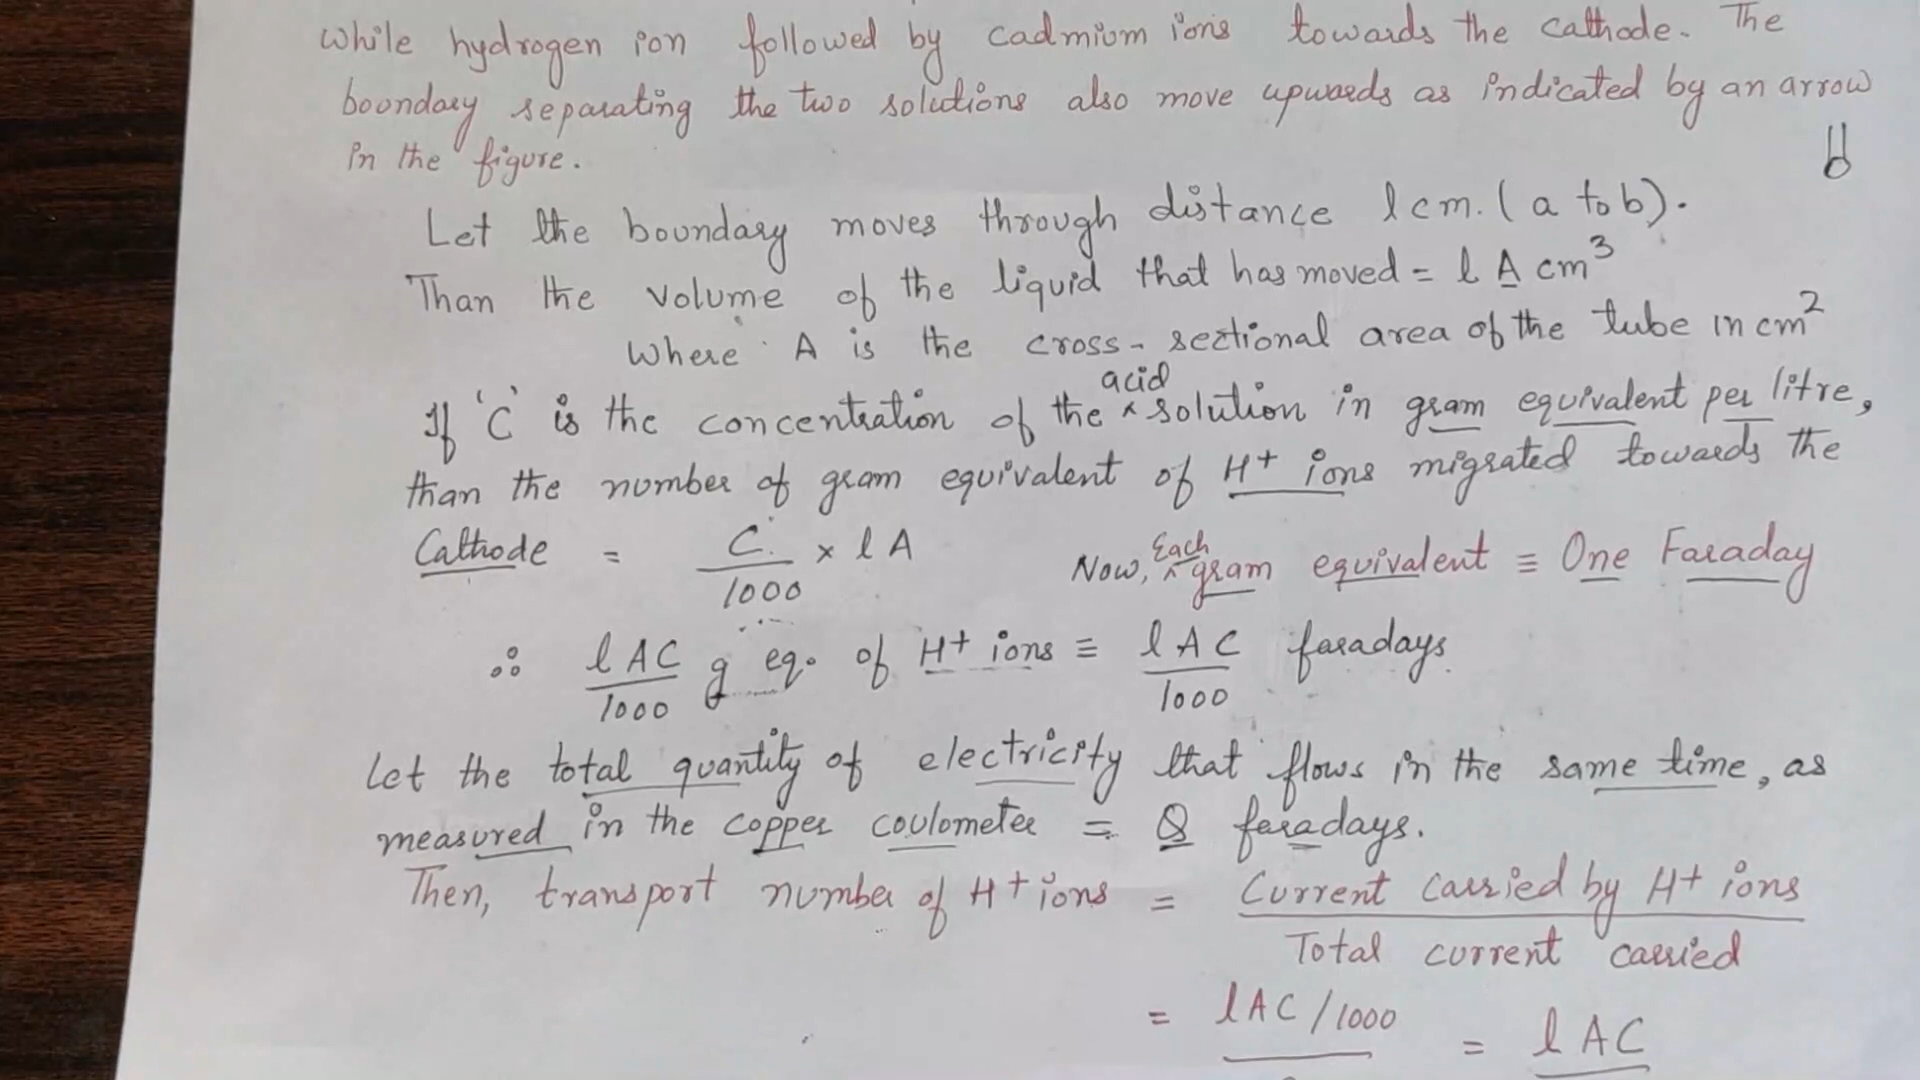 While hydrogen ion followed by cadmium ions towards the cathode. The
boundary separating the two solutions also move upwards as indicated by an arrow
in the figure.
Let the boundary moves through distance l cm. (a to b).
Than the volume of the liquid that has moved = l A cm³
Where A is the cross-sectional area of the tube in cm²
If 'C' is the concentration of the acid solution in gram equivalent per litre,
than the number of gram equivalent of H+ ions migrated towards the
Cathode = C/1000 × l A Now, Each gram equivalent ≡ One Faraday
∴ lAC/1000 g eq. of H+ ions ≡ lAC/1000 faradays
Let the total quantity of electricity that flows in the same time, as
measured in the copper coulometer = Q faradays.
Then, transport number of H+ ions = Current carried by H+ ions / Total current carried
= lAC/1000 = lAC